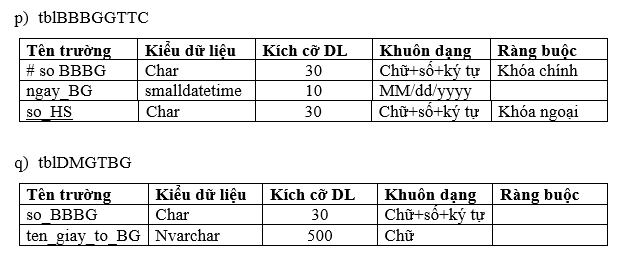 p) tblBBBGGTTC
Tên trường Kiểu dữ liệu Kích cỡ DL Khuôn dạng Ràng buộc
# so BBBG Char 30 Chữ+số+ký tự Khóa chính
ngay_BG smalldatetime 10 MM/dd/yyyy
so_HS Char 30 Chữ+số+ký tự Khóa ngoại
q) tblDMGTBG
Tên trường Kiểu dữ liệu Kích cỡ DL Khuôn dạng Ràng buộc
so_BBBG Char 30 Chữ+số+ký tự
ten_giay_to_BG Nvarchar 500 Chữ